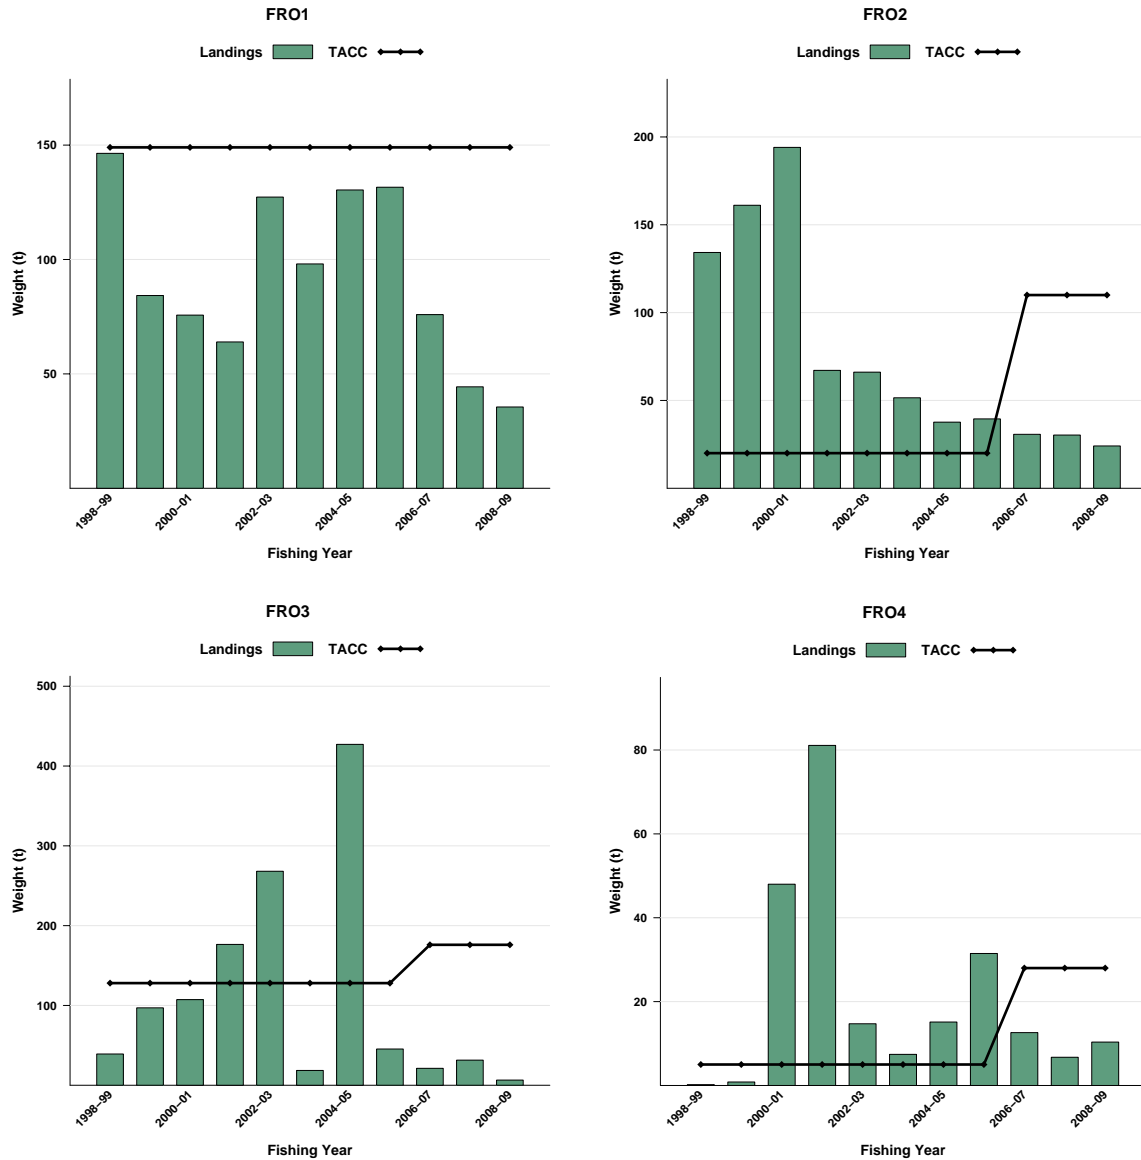 FRO1
Landings TACC
150
100
50
Weight (t)
1998–99
2000–01
2002–03
2004–05
2006–07
2008–09
Fishing Year
FRO2
Landings TACC
200
150
100
50
Weight (t)
1998–99
2000–01
2002–03
2004–05
2006–07
2008–09
Fishing Year
FRO3
Landings TACC
500
400
300
200
100
Weight (t)
1998–99
2000–01
2002–03
2004–05
2006–07
2008–09
Fishing Year
FRO4
Landings TACC
80
60
40
20
Weight (t)
1998–99
2000–01
2002–03
2004–05
2006–07
2008–09
Fishing Year